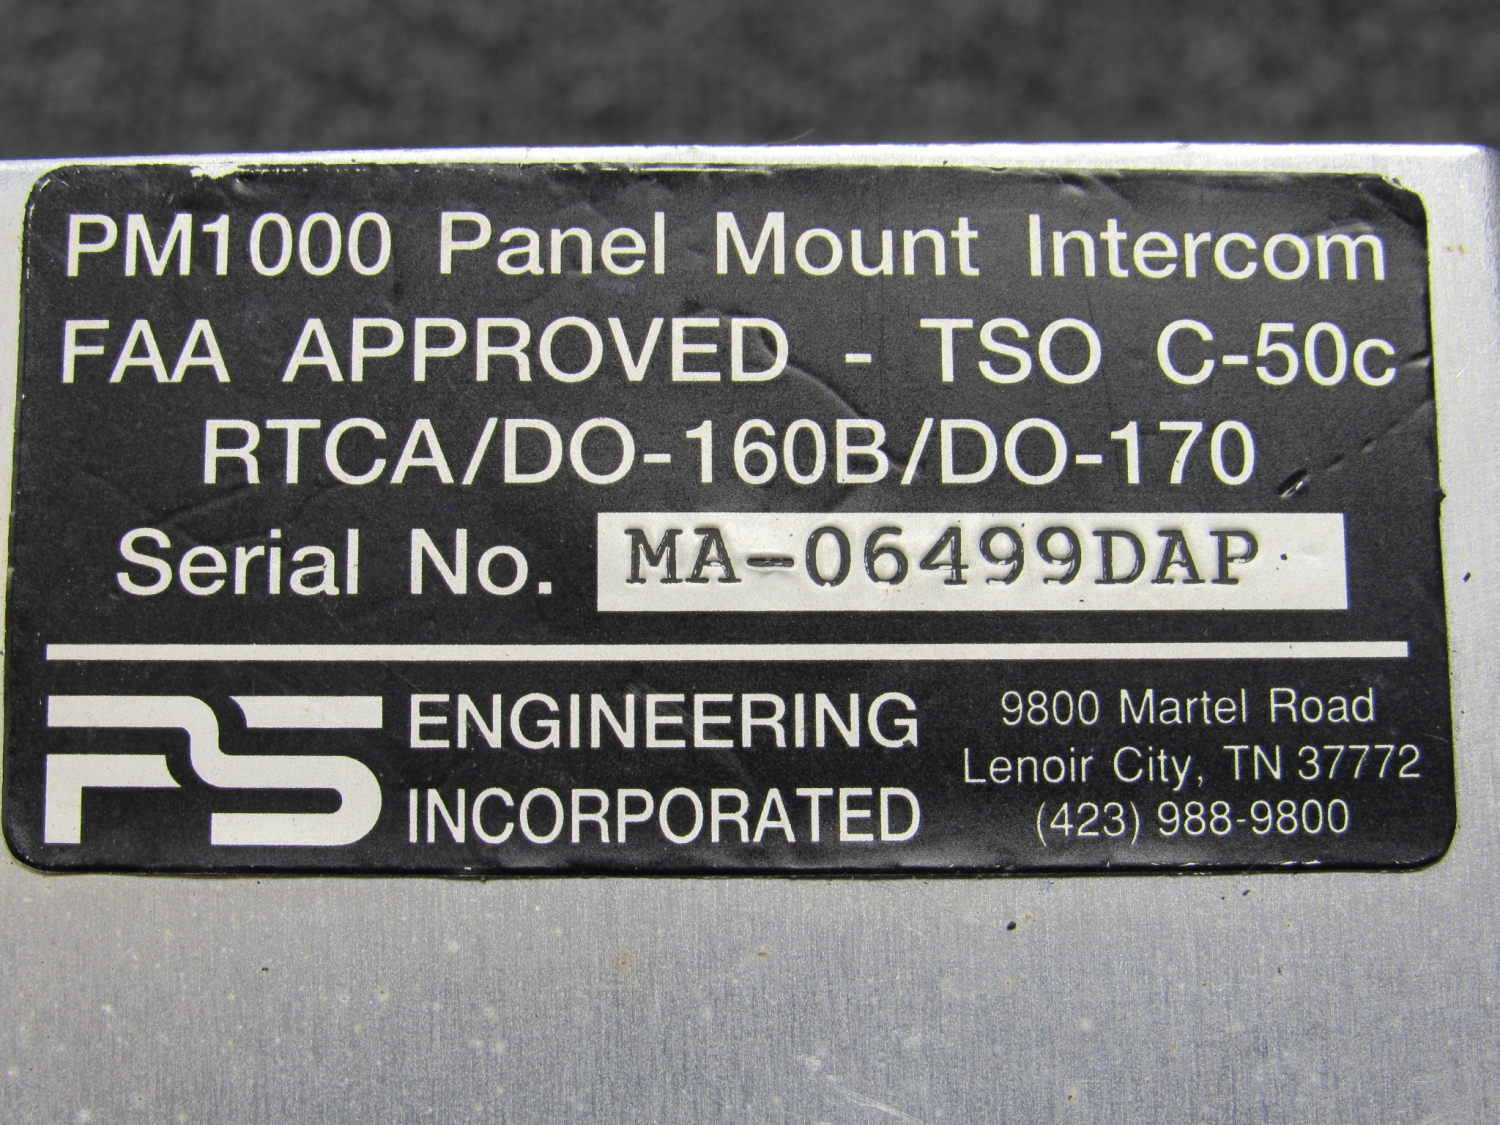 PM1000 Panel Mount Intercom
FAA APPROVED - TSO C-50c
RTCA/DO-160B/DO-170
Serial No. MA-06499DAP
PS ENGINEERING INCORPORATED
9800 Martel Road
Lenoir City, TN 37772
(423) 988-9800